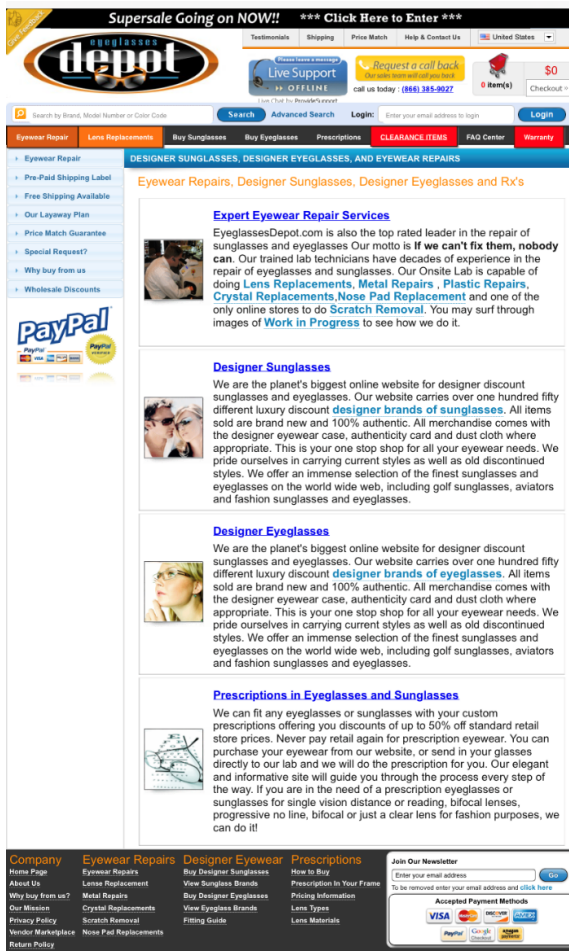 Supersale Going on NOW!! *** Click Here to Enter ***
Give Feedback
eyeglasses
depot
Testimonials Shipping Price Match Help & Contact Us United States
Please leave a message
Live Support
OFFLINE
Live Chat by ProvideSupport
Request a call back
Our sales team will call you back
call us today : (866) 385-9027
0 item(s)
$0
Checkout »
Search by Brand, Model Number or Color Code Search Advanced Search Login: Enter your email address to login Login
Eyewear Repair Lens Replacements Buy Sunglasses Buy Eyeglasses Prescriptions CLEARANCE ITEMS FAQ Center Warranty
Eyewear Repair
Pre-Paid Shipping Label
Free Shipping Available
Our Layaway Plan
Price Match Guarantee
Special Request?
Why buy from us
Wholesale Discounts
PayPal
PayPal
VISA
PayPal
VERIFIED
DESIGNER SUNGLASSES, DESIGNER EYEGLASSES, AND EYEWEAR REPAIRS
Eyewear Repairs, Designer Sunglasses, Designer Eyeglasses and Rx's
Expert Eyewear Repair Services
EyeglassesDepot.com is also the top rated leader in the repair of
sunglasses and eyeglasses Our motto is If we can't fix them, nobody
can. Our trained lab technicians have decades of experience in the
repair of eyeglasses and sunglasses. Our Onsite Lab is capable of
doing Lens Replacements, Metal Repairs , Plastic Repairs,
Crystal Replacements,Nose Pad Replacement and one of the
only online stores to do Scratch Removal. You may surf through
images of Work in Progress to see how we do it.
Designer Sunglasses
We are the planet's biggest online website for designer discount
sunglasses and eyeglasses. Our website carries over one hundred fifty
different luxury discount designer brands of sunglasses. All items
sold are brand new and 100% authentic. All merchandise comes with
the designer eyewear case, authenticity card and dust cloth where
appropriate. This is your one stop shop for all your eyewear needs. We
pride ourselves in carrying current styles as well as old discontinued
styles. We offer an immense selection of the finest sunglasses and
eyeglasses on the world wide web, including golf sunglasses, aviators
and fashion sunglasses and eyeglasses.
Designer Eyeglasses
We are the planet's biggest online website for designer discount
sunglasses and eyeglasses. Our website carries over one hundred fifty
different luxury discount designer brands of eyeglasses. All items
sold are brand new and 100% authentic. All merchandise comes with
the designer eyewear case, authenticity card and dust cloth where
appropriate. This is your one stop shop for all your eyewear needs. We
pride ourselves in carrying current styles as well as old discontinued
styles. We offer an immense selection of the finest sunglasses and
eyeglasses on the world wide web, including golf sunglasses, aviators
and fashion sunglasses and eyeglasses.
Prescriptions in Eyeglasses and Sunglasses
We can fit any eyeglasses or sunglasses with your custom
prescriptions offering you discounts of up to 50% off standard retail
store prices. Never pay retail again for prescription eyewear. You can
purchase your eyewear from our website, or send in your glasses
directly to our lab and we will do the prescription for you. Our elegant
and informative site will guide you through the process every step of
the way. If you are in the need of a prescription eyeglasses or
sunglasses for single vision distance or reading, bifocal lenses,
progressive no line, bifocal or just a clear lens for fashion purposes, we
can do it!
Company
Home Page
About Us
Why buy from us?
Our Mission
Privacy Policy
Vendor Marketplace
Return Policy
Eyewear Repairs
Eyewear Repairs
Lense Replacement
Metal Repairs
Crystal Replacements
Scratch Removal
Nose Pad Replacements
Designer Eyewear
Buy Designer Sunglasses
View Sunglass Brands
Buy Designer Eyeglasses
View Eyeglass Brands
Fitting Guide
Prescriptions
How to Buy
Prescription In Your Frame
Pricing Information
Lens Types
Lens Materials
Join Our Newsletter
Enter your email address Go
To be removed enter your email address and click here
Accepted Payment Methods
VISA MasterCard DISCOVER AMEX
PayPal Google Checkout amazon payments